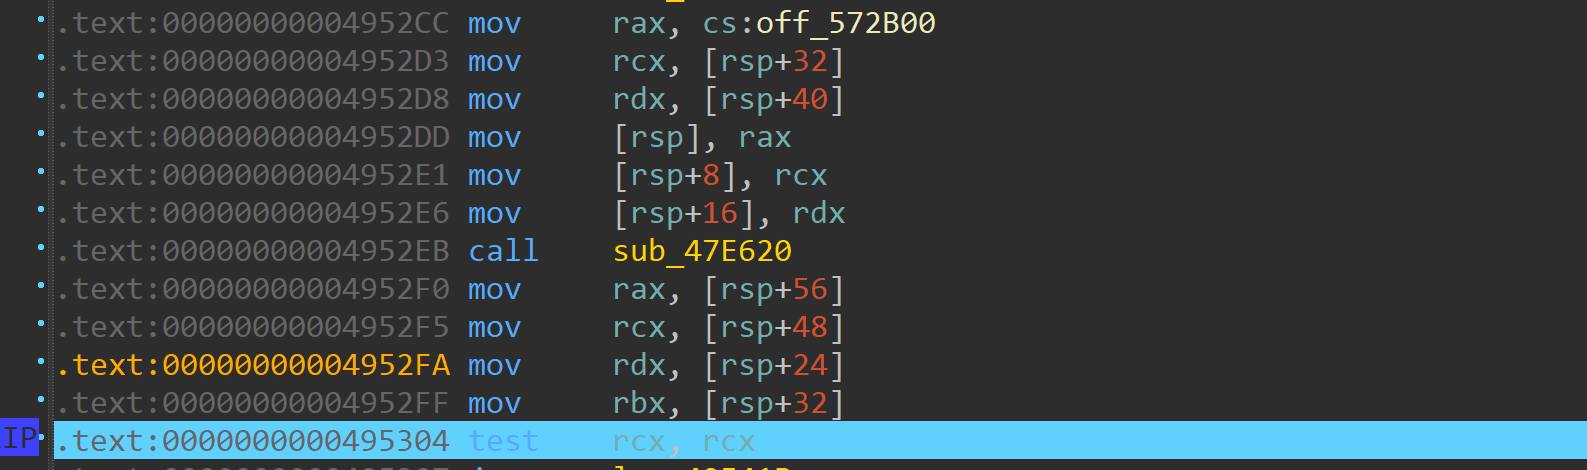 .text:00000000004952CC mov rax, cs:off_572B00
.text:00000000004952D3 mov rcx, [rsp+32]
.text:00000000004952D8 mov rdx, [rsp+40]
.text:00000000004952DD mov [rsp], rax
.text:00000000004952E1 mov [rsp+8], rcx
.text:00000000004952E6 mov [rsp+16], rdx
.text:00000000004952EB call sub_47E620
.text:00000000004952F0 mov rax, [rsp+56]
.text:00000000004952F5 mov rcx, [rsp+48]
.text:00000000004952FA mov rdx, [rsp+24]
.text:00000000004952FF mov rbx, [rsp+32]
IP .text:0000000000495304 test rcx, rcx